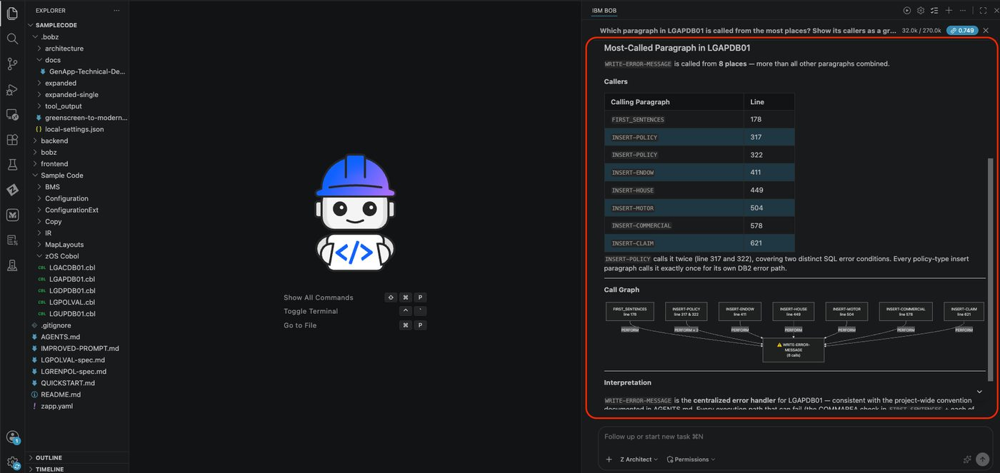 EXPLORER
SAMPLECODE
.bobz
architecture
docs
GenApp-Technical-De...
expanded
expanded-single
tool_output
greenscreen-to-modern...
{} local-settings.json
backend
bobz
frontend
Sample Code
BMS
Configuration
ConfigurationExt
Copy
IR
MapLayouts
zOS Cobol
CBL LGACDB01.cbl
CBL LGAPDB01.cbl
CBL LGDPDB01.cbl
CBL LGPOLVAL.cbl
CBL LGUPDB01.cbl
.gitignore
AGENTS.md
IMPROVED-PROMPT.md
LGPOLVAL-spec.md
LGRENPOL-spec.md
QUICKSTART.md
README.md
! zapp.yaml
OUTLINE
TIMELINE
1
</>
Show All Commands ⇧ ⌘ P
Toggle Terminal ^ `
Go to File ⌘ P
IBM BOB
Which paragraph in LGAPDB01 is called from the most places? Show its callers as a gr... 32.0k / 270.0k 0.749
Most-Called Paragraph in LGAPDB01
WRITE-ERROR-MESSAGE is called from 8 places — more than all other paragraphs combined.
Callers
Calling Paragraph Line
FIRST_SENTENCES 178
INSERT-POLICY 317
INSERT-POLICY 322
INSERT-ENDOW 411
INSERT-HOUSE 449
INSERT-MOTOR 504
INSERT-COMMERCIAL 578
INSERT-CLAIM 621
INSERT-POLICY calls it twice (line 317 and 322), covering two distinct SQL error conditions. Every policy-type insert
paragraph calls it exactly once for its own DB2 error path.
Call Graph
FIRST_SENTENCES
line 178
INSERT-POLICY
line 317 & 322
INSERT-ENDOW
line 411
INSERT-HOUSE
line 449
INSERT-MOTOR
line 504
INSERT-COMMERCIAL
line 578
INSERT-CLAIM
line 621
PERFORM PERFORM × 2 PERFORM PERFORM PERFORM PERFORM PERFORM
⚠ WRITE-ERROR-
MESSAGE
(8 calls)
Interpretation
WRITE-ERROR-MESSAGE is the centralized error handler for LGAPDB01 — consistent with the project-wide convention
documented in AGENTS.md. Every execution path that can fail (the COMMAREA check in FIRST_SENTENCES + each of
Follow up or start new task ⌘N
Z Architect Permissions